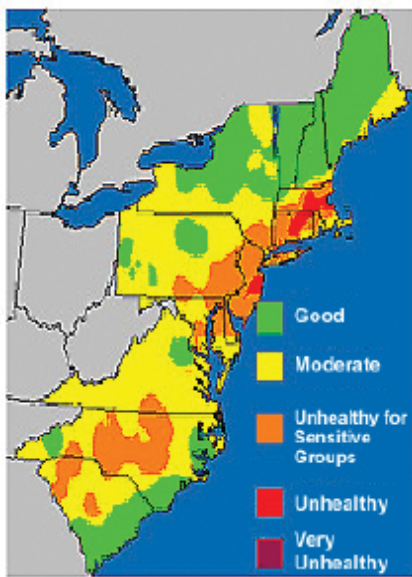 Good
Moderate
Unhealthy for
Sensitive
Groups
Unhealthy
Very
Unhealthy